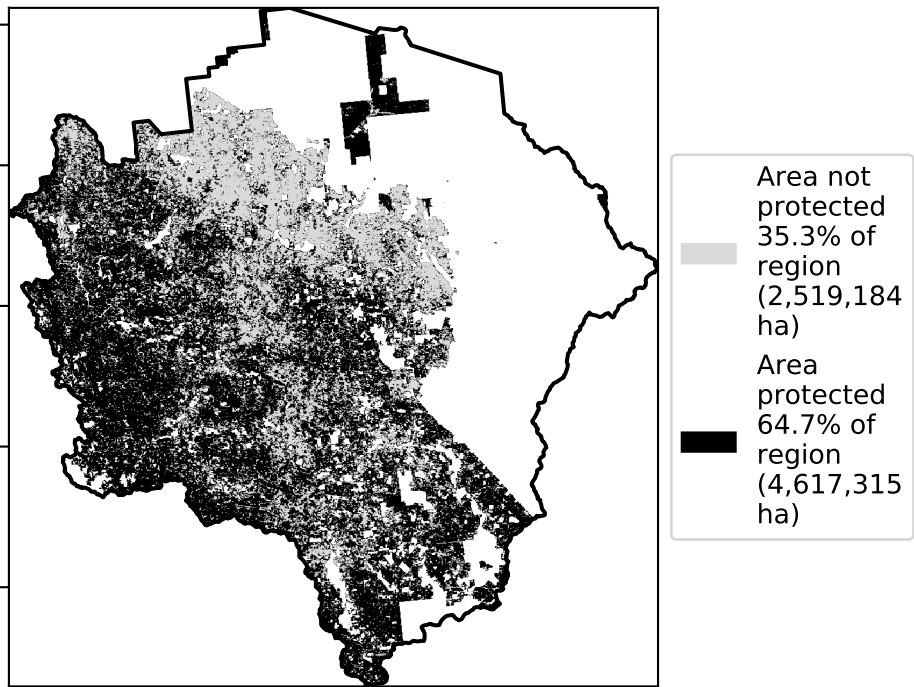 Area not
protected
35.3% of
region
(2,519,184
ha)
Area
protected
64.7% of
region
(4,617,315
ha)